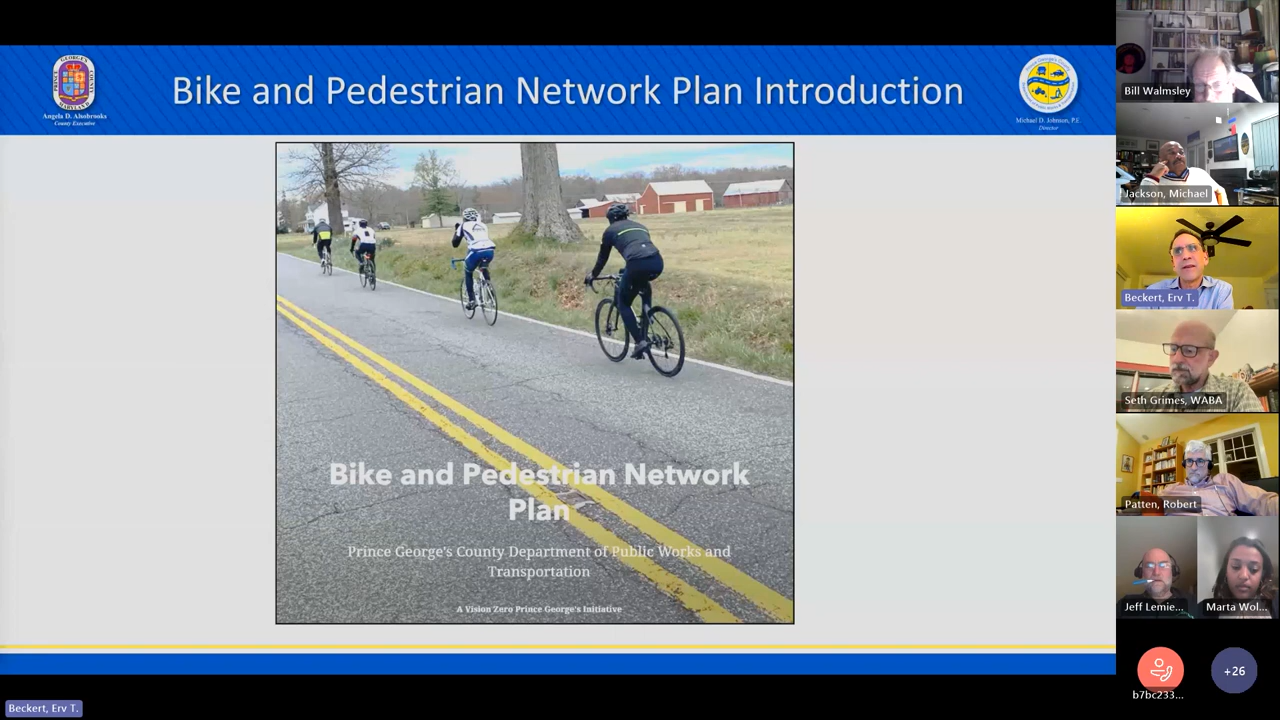 Bike and Pedestrian Network Plan Introduction
Angela D. Alsobrooks
County Executive
Michael D. Johnson, P.E.
Director
Bike and Pedestrian Network
Plan
Prince George's County Department of Public Works and
Transportation
A Vision Zero Prince George's Initiative
Bill Walmsley
Jackson, Michael
Beckert, Erv T.
Seth Grimes, WABA
Patten, Robert
Jeff Lemie...
Marta Wol...
b7bc233...
+26
Beckert, Erv T.